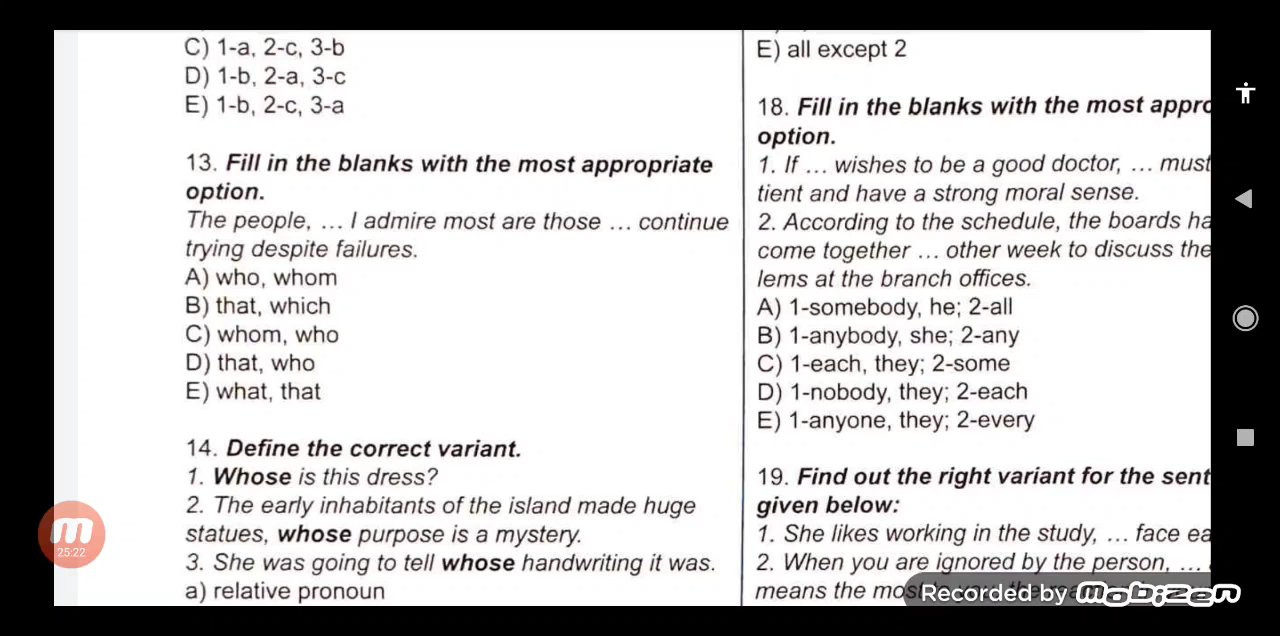 C) 1-a, 2-c, 3-b
D) 1-b, 2-a, 3-c
E) 1-b, 2-c, 3-a
13. Fill in the blanks with the most appropriate
option.
The people, ... I admire most are those ... continue
trying despite failures.
A) who, whom
B) that, which
C) whom, who
D) that, who
E) what, that
14. Define the correct variant.
1. Whose is this dress?
2. The early inhabitants of the island made huge
statues, whose purpose is a mystery.
3. She was going to tell whose handwriting it was.
a) relative pronoun
E) all except 2
18. Fill in the blanks with the most appro
option.
1. If ... wishes to be a good doctor, ... must
tient and have a strong moral sense.
2. According to the schedule, the boards ha
come together ... other week to discuss the
lems at the branch offices.
A) 1-somebody, he; 2-all
B) 1-anybody, she; 2-any
C) 1-each, they; 2-some
D) 1-nobody, they; 2-each
E) 1-anyone, they; 2-every
19. Find out the right variant for the sent
given below:
1. She likes working in the study, ... face ea
2. When you are ignored by the person, ...
means the most
25:22
Recorded by mobizen